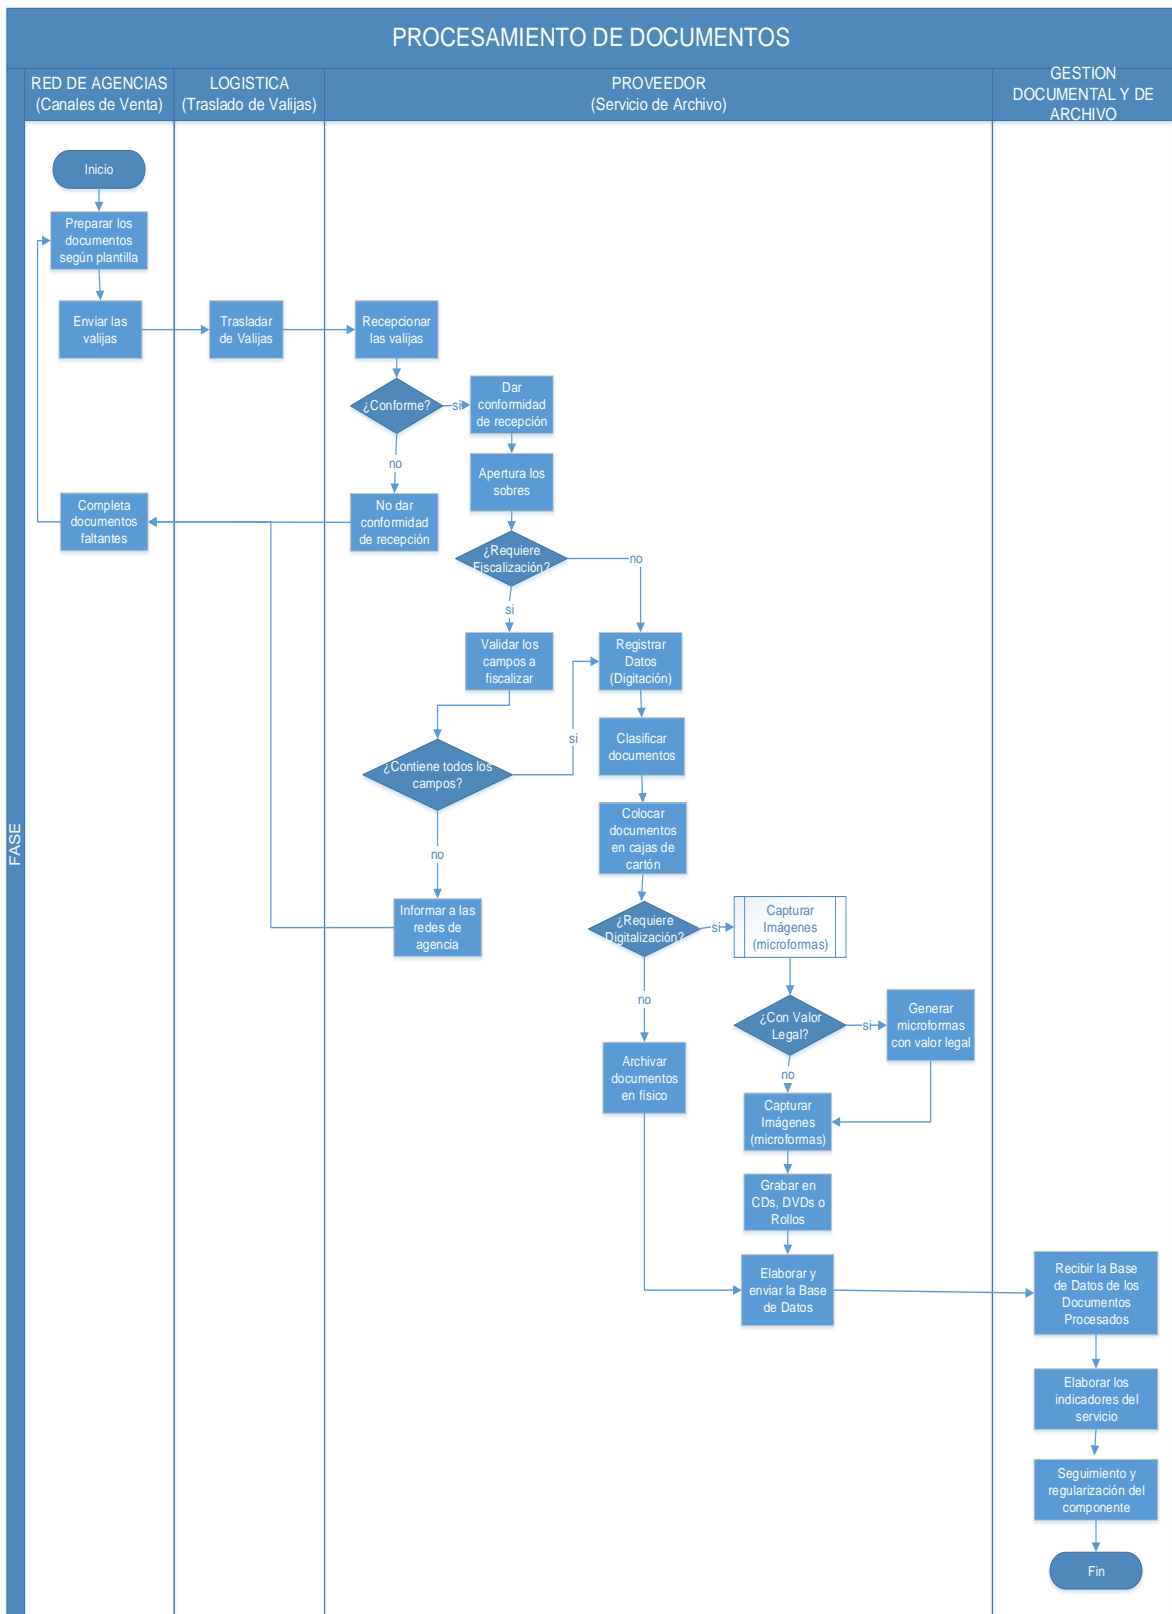 PROCESAMIENTO DE DOCUMENTOS
RED DE AGENCIAS
(Canales de Venta)
LOGISTICA
(Traslado de Valijas)
PROVEEDOR
(Servicio de Archivo)
GESTION
DOCUMENTAL Y DE
ARCHIVO
FASE
Inicio
Preparar los
documentos
según plantilla
Enviar las
valijas
Trasladar
de Valijas
Recepcionar
las valijas
¿Conforme?
si
Dar
conformidad
de recepción
no
Apertura los
sobres
Completa
documentos
faltantes
No dar
conformidad
de recepción
¿Requiere
Fiscalización?
no
si
Validar los
campos a
fiscalizar
Registrar
Datos
(Digitación)
si
Clasificar
documentos
¿Contiene todos los
campos?
Colocar
documentos
en cajas de
cartón
no
Informar a las
redes de
agencia
¿Requiere
Digitalización?
si
Capturar
Imágenes
(microformas)
no
¿Con Valor
Legal?
si
Generar
microformas
con valor legal
Archivar
documentos
en físico
no
Capturar
Imágenes
(microformas)
Grabar en
CDs, DVDs o
Rollos
Elaborar y
enviar la Base
de Datos
Recibir la Base
de Datos de los
Documentos
Procesados
Elaborar los
indicadores del
servicio
Seguimiento y
regularización del
componente
Fin